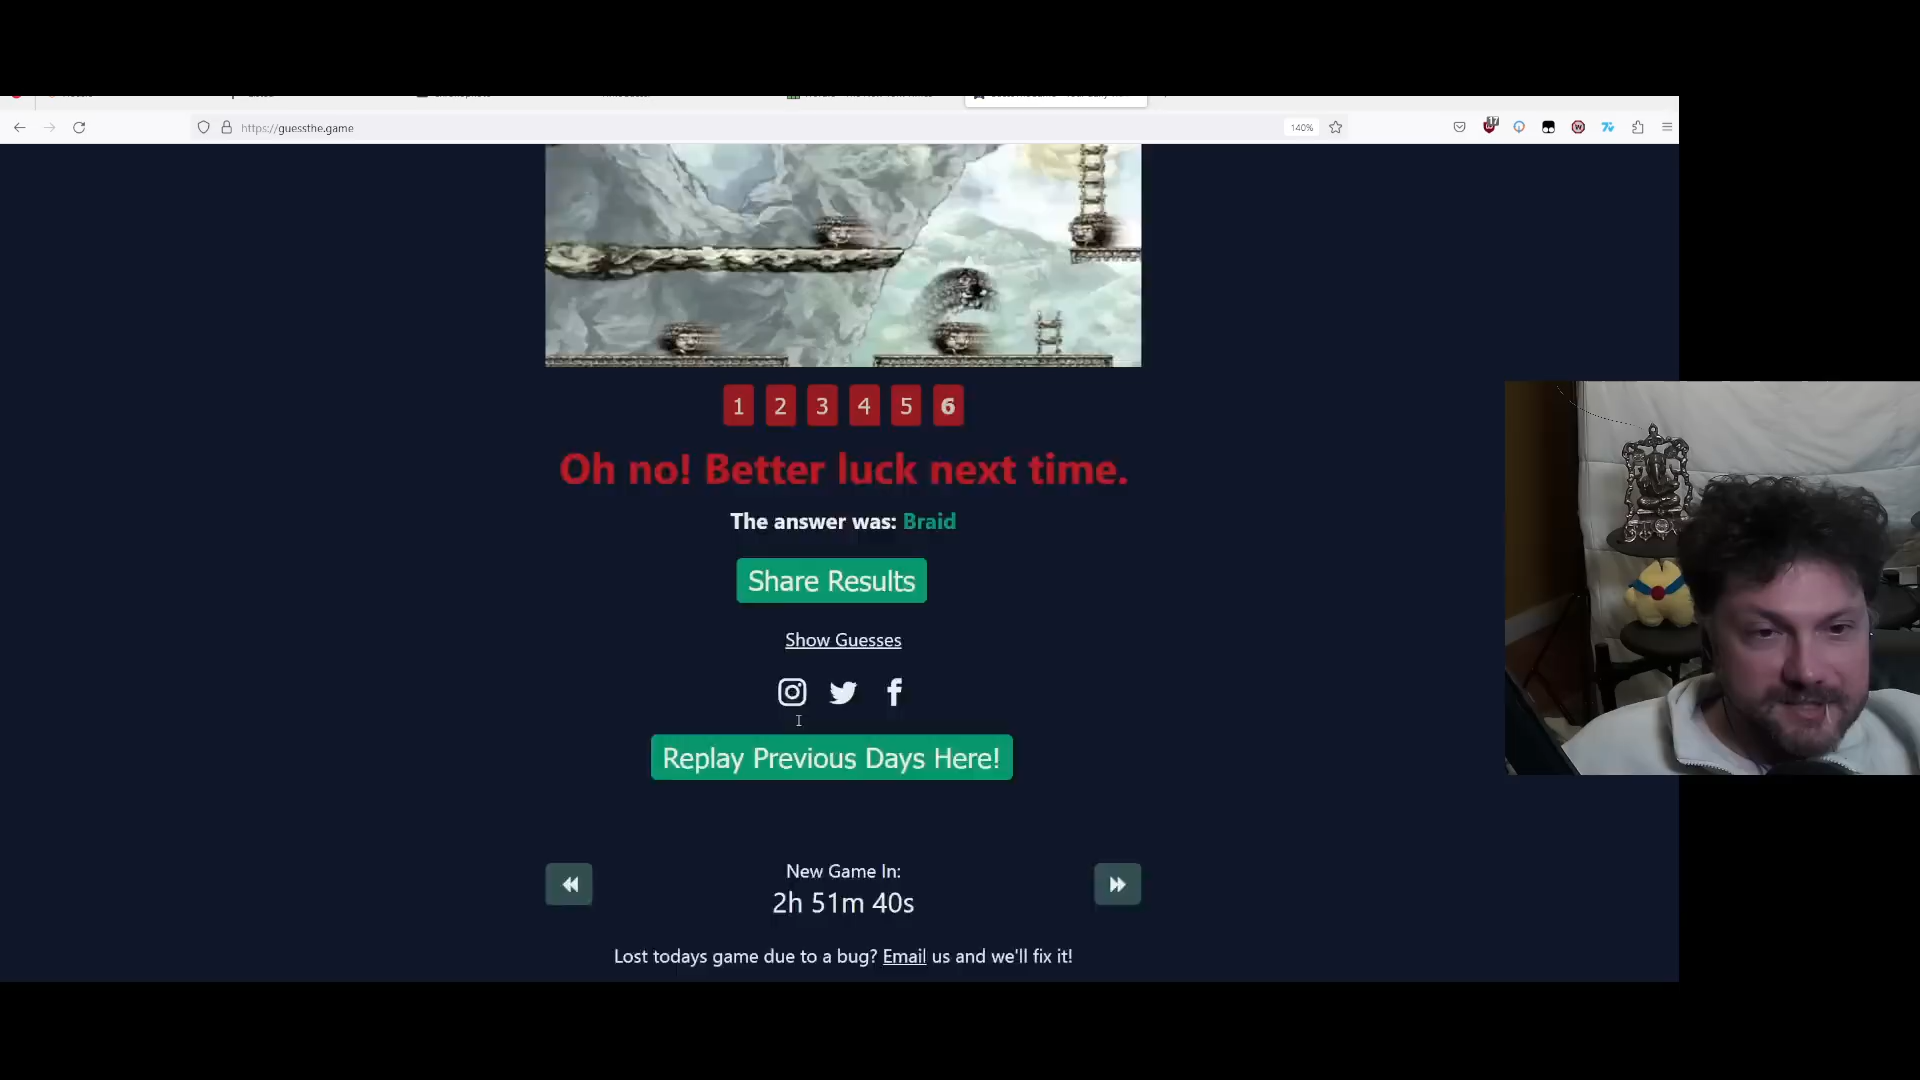 https://guessthe.game
140%
17
1 2 3 4 5 6
Oh no! Better luck next time.
The answer was: Braid
Share Results
Show Guesses
Replay Previous Days Here!
New Game In:
2h 51m 40s
Lost todays game due to a bug? Email us and we'll fix it!